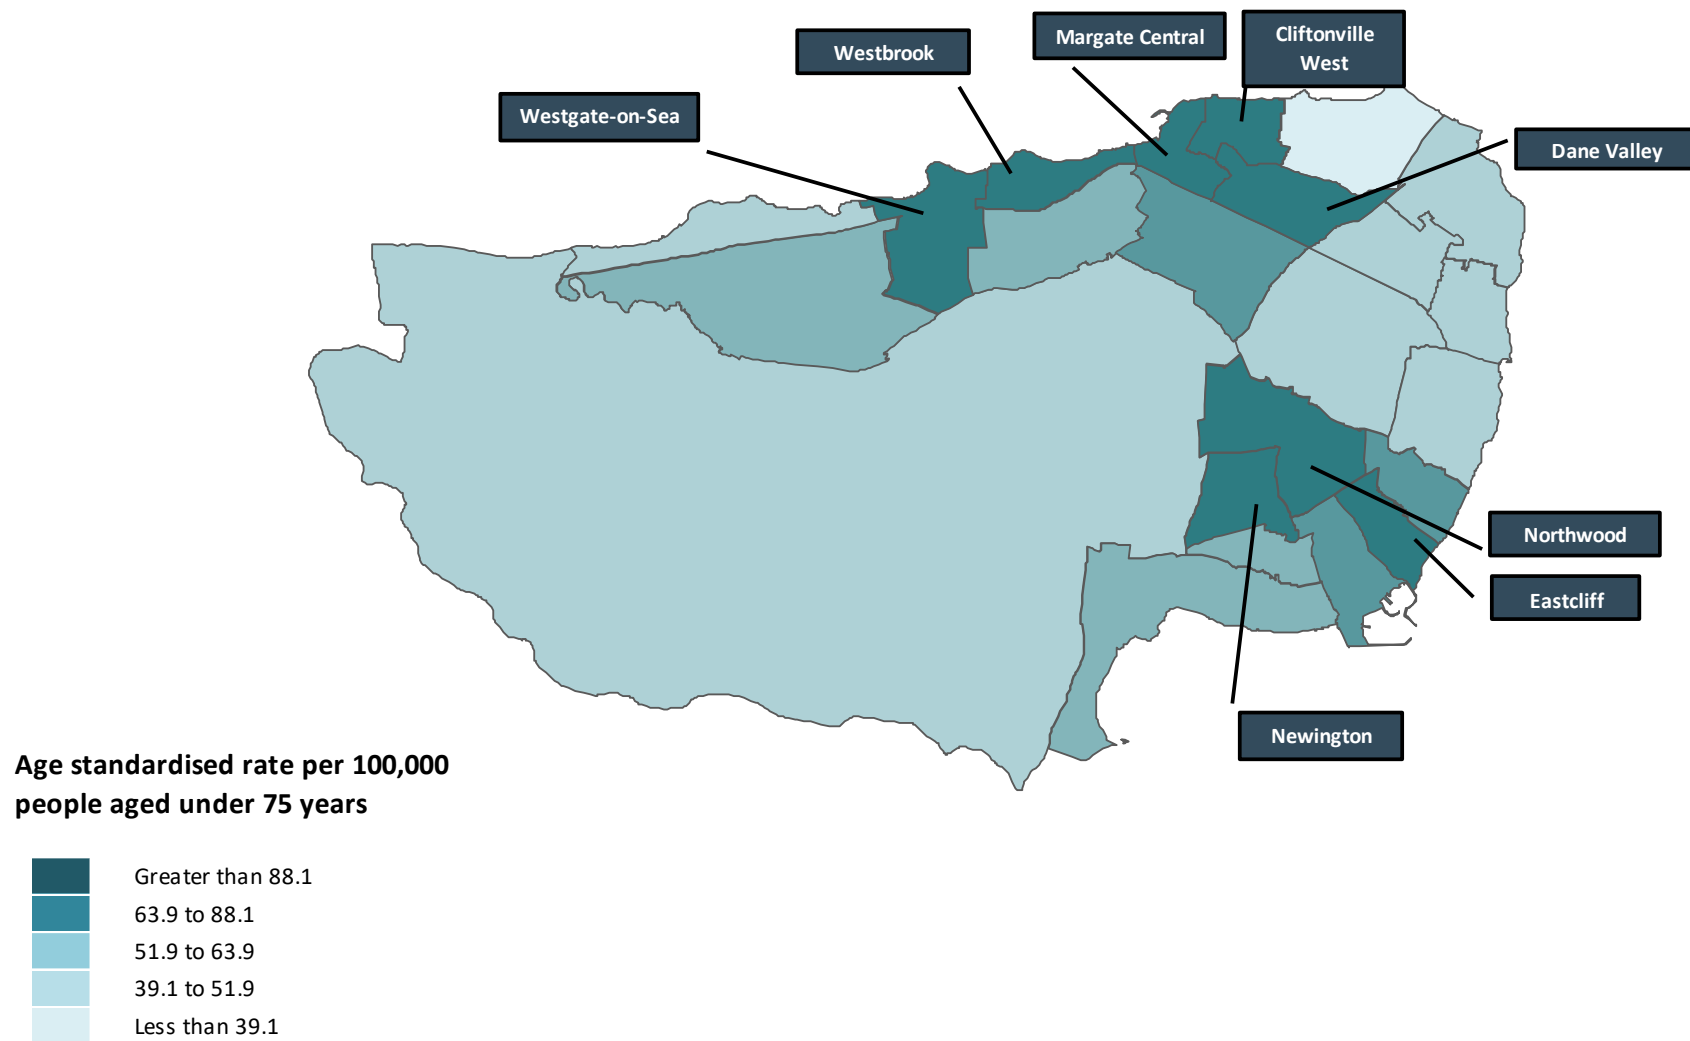 Cliftonville
West
Margate Central
Westbrook
Westgate-on-Sea
Dane Valley
Northwood
Eastcliff
Newington
Age standardised rate per 100,000
people aged under 75 years
Greater than 88.1
63.9 to 88.1
51.9 to 63.9
39.1 to 51.9
Less than 39.1